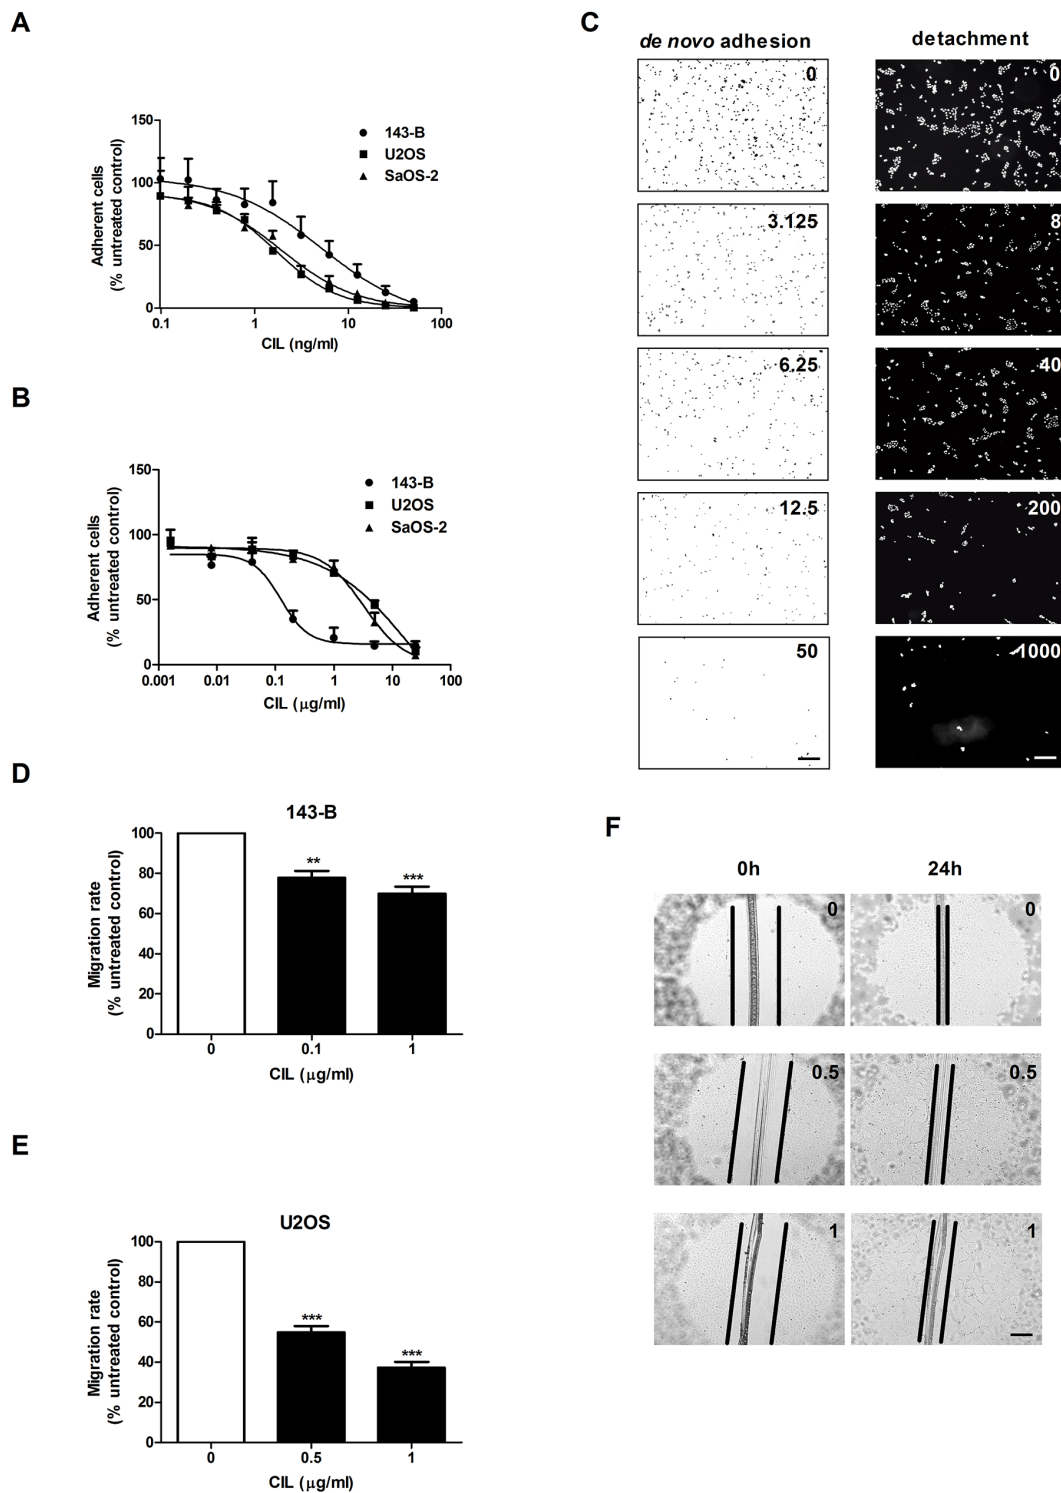 A
150
100
50
0
Adherent cells
(% untreated control)
143-B
U2OS
SaOS-2
0.1
1
10
100
CIL (ng/ml)
B
150
100
50
0
Adherent cells
(% untreated control)
143-B
U2OS
SaOS-2
0.001
0.01
0.1
1
10
100
CIL (μg/ml)
C
de novo adhesion
detachment
0
0
3.125
8
6.25
40
12.5
200
50
1000
D
143-B
100
80
60
40
20
0
Migration rate
(% untreated control)
**
***
0
0.1
1
CIL (μg/ml)
E
U2OS
100
80
60
40
20
0
Migration rate
(% untreated control)
***
***
0
0.5
1
CIL (μg/ml)
F
0h
24h
0
0
0.5
0.5
1
1